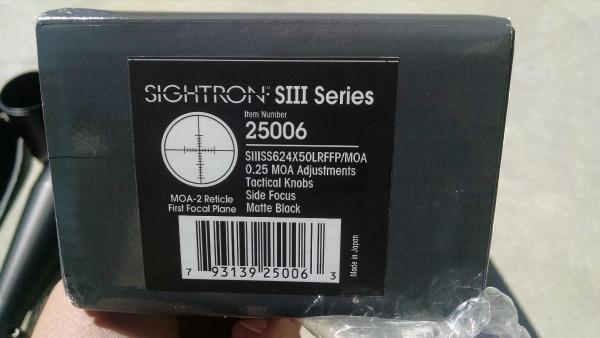 SIGHTRON™ SIII Series
Item Number
25006
SIIISS624X50LRFFP/MOA
0.25 MOA Adjustments
Tactical Knobs
Side Focus
Matte Black
MOA-2 Reticle
First Focal Plane
7 93139 25006 3
Made in Japan